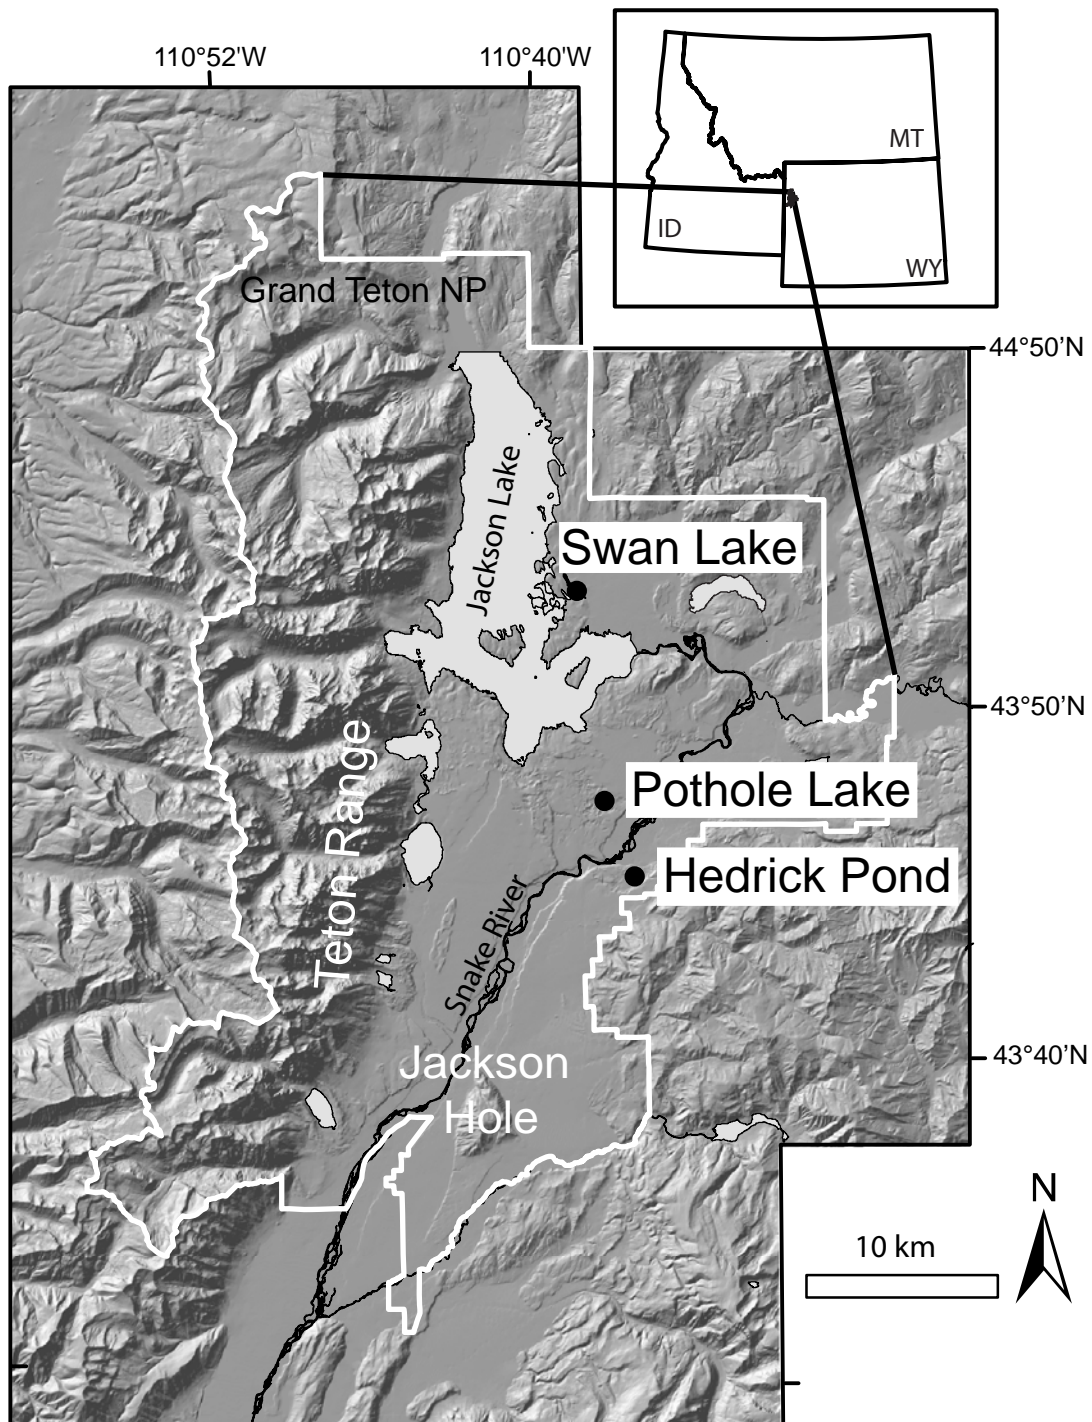 110°52'W
110°40'W
MT
ID
WY
Grand Teton NP
44°50'N
Jackson Lake
Swan Lake
43°50'N
Teton Range
Pothole Lake
Hedrick Pond
Snake River
43°40'N
Jackson
Hole
N
10 km